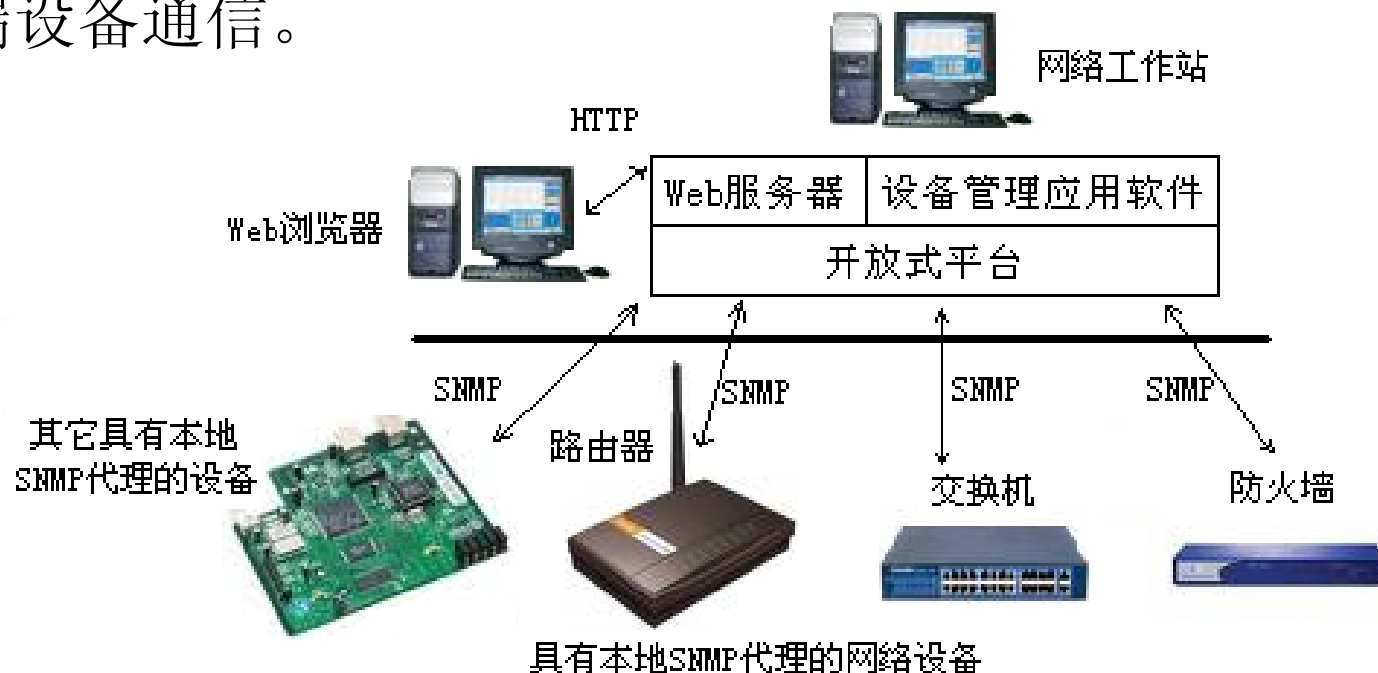 端设备通信。
网络工作站
HTTP
Web服务器
设备管理应用软件
Web浏览器
开放式平台
SNMP
SNMP
SNMP
SNMP
其它具有本地
SNMP代理的设备
路由器
交换机
防火墙
具有本地SNMP代理的网络设备